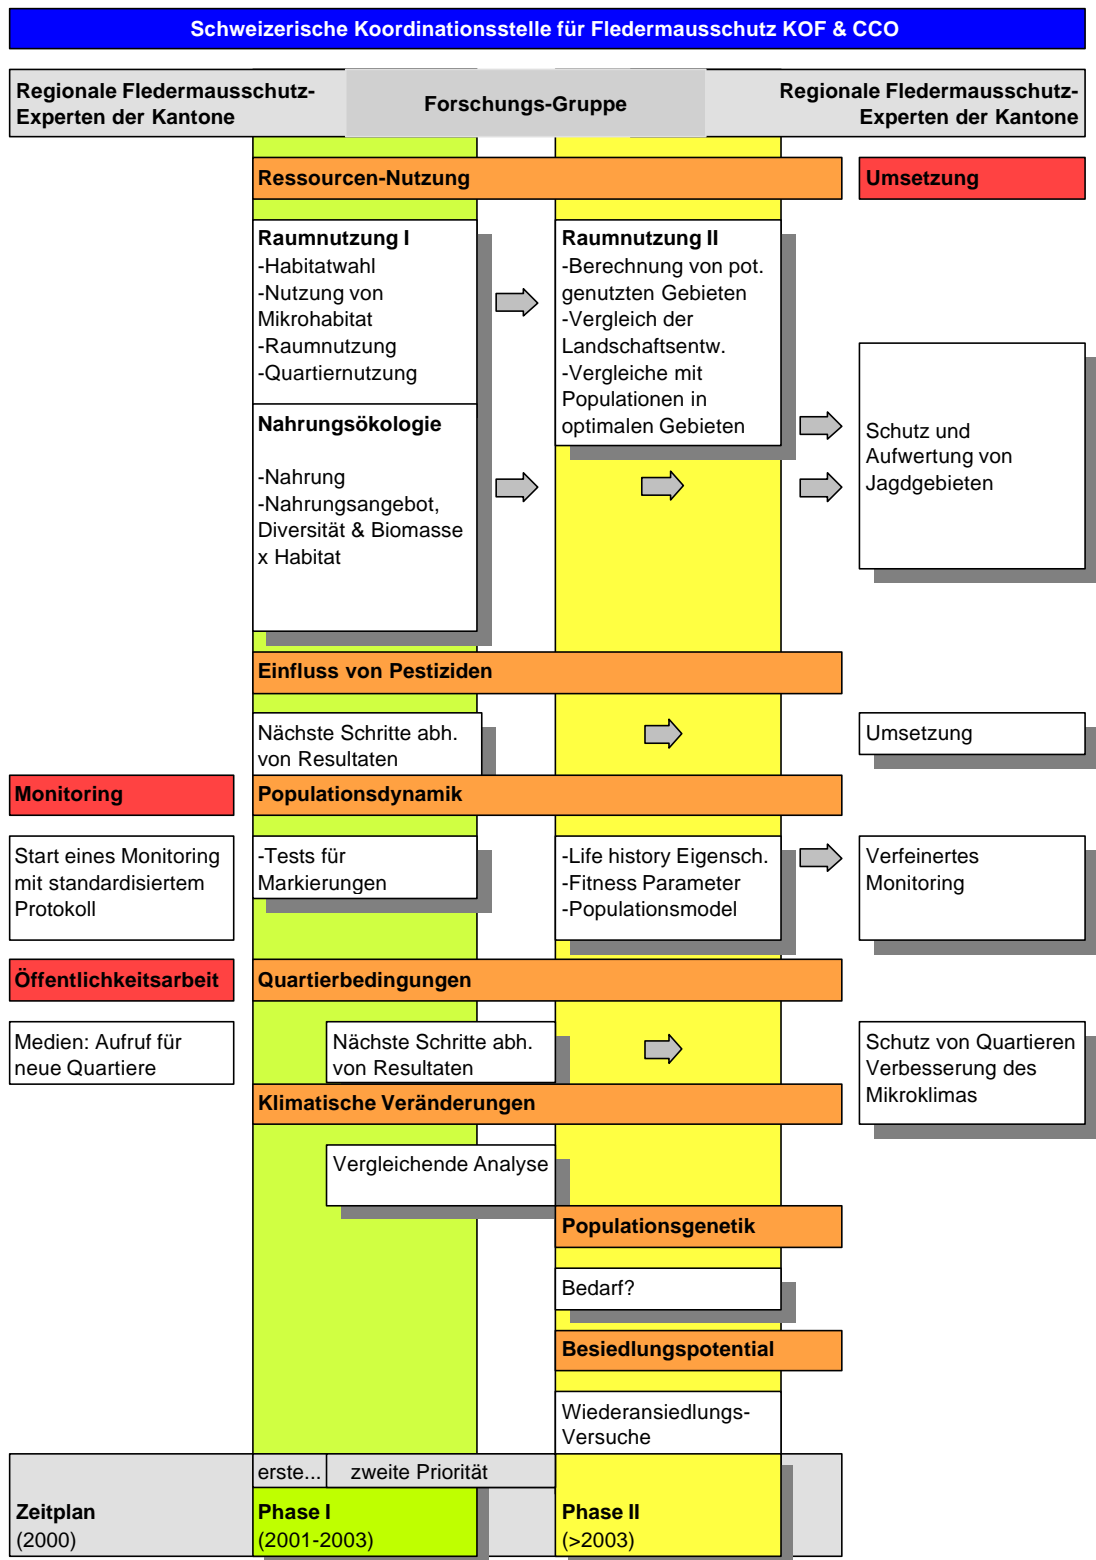 Schweizerische Koordinationsstelle für Fledermausschutz KOF & CCO
Regionale Fledermausschutz-
Experten der Kantone
Forschungs-Gruppe
Regionale Fledermausschutz-
Experten der Kantone
Ressourcen-Nutzung
Umsetzung
Raumnutzung I
-Habitatwahl
-Nutzung von
Mikrohabitat
-Raumnutzung
-Quartiernutzung
Raumnutzung II
-Berechnung von pot.
genutzten Gebieten
-Vergleich der
Landschaftsentw.
-Vergleiche mit
Populationen in
optimalen Gebieten
Nahrungsökologie
-Nahrung
-Nahrungsangebot,
Diversität & Biomasse
x Habitat
Schutz und
Aufwertung von
Jagdgebieten
Einfluss von Pestiziden
Nächste Schritte abh.
von Resultaten
Umsetzung
Monitoring
Populationsdynamik
Start eines Monitoring
mit standardisiertem
Protokoll
-Tests für
Markierungen
-Life history Eigensch.
-Fitness Parameter
-Populationsmodel
Verfeinertes
Monitoring
Öffentlichkeitsarbeit
Quartierbedingungen
Medien: Aufruf für
neue Quartiere
Nächste Schritte abh.
von Resultaten
Schutz von Quartieren
Verbesserung des
Mikroklimas
Klimatische Veränderungen
Vergleichende Analyse
Populationsgenetik
Bedarf?
Besiedlungspotential
Wiederansiedlungs-
Versuche
erste...
zweite Priorität
Zeitplan
(2000)
Phase I
(2001-2003)
Phase II
(>2003)